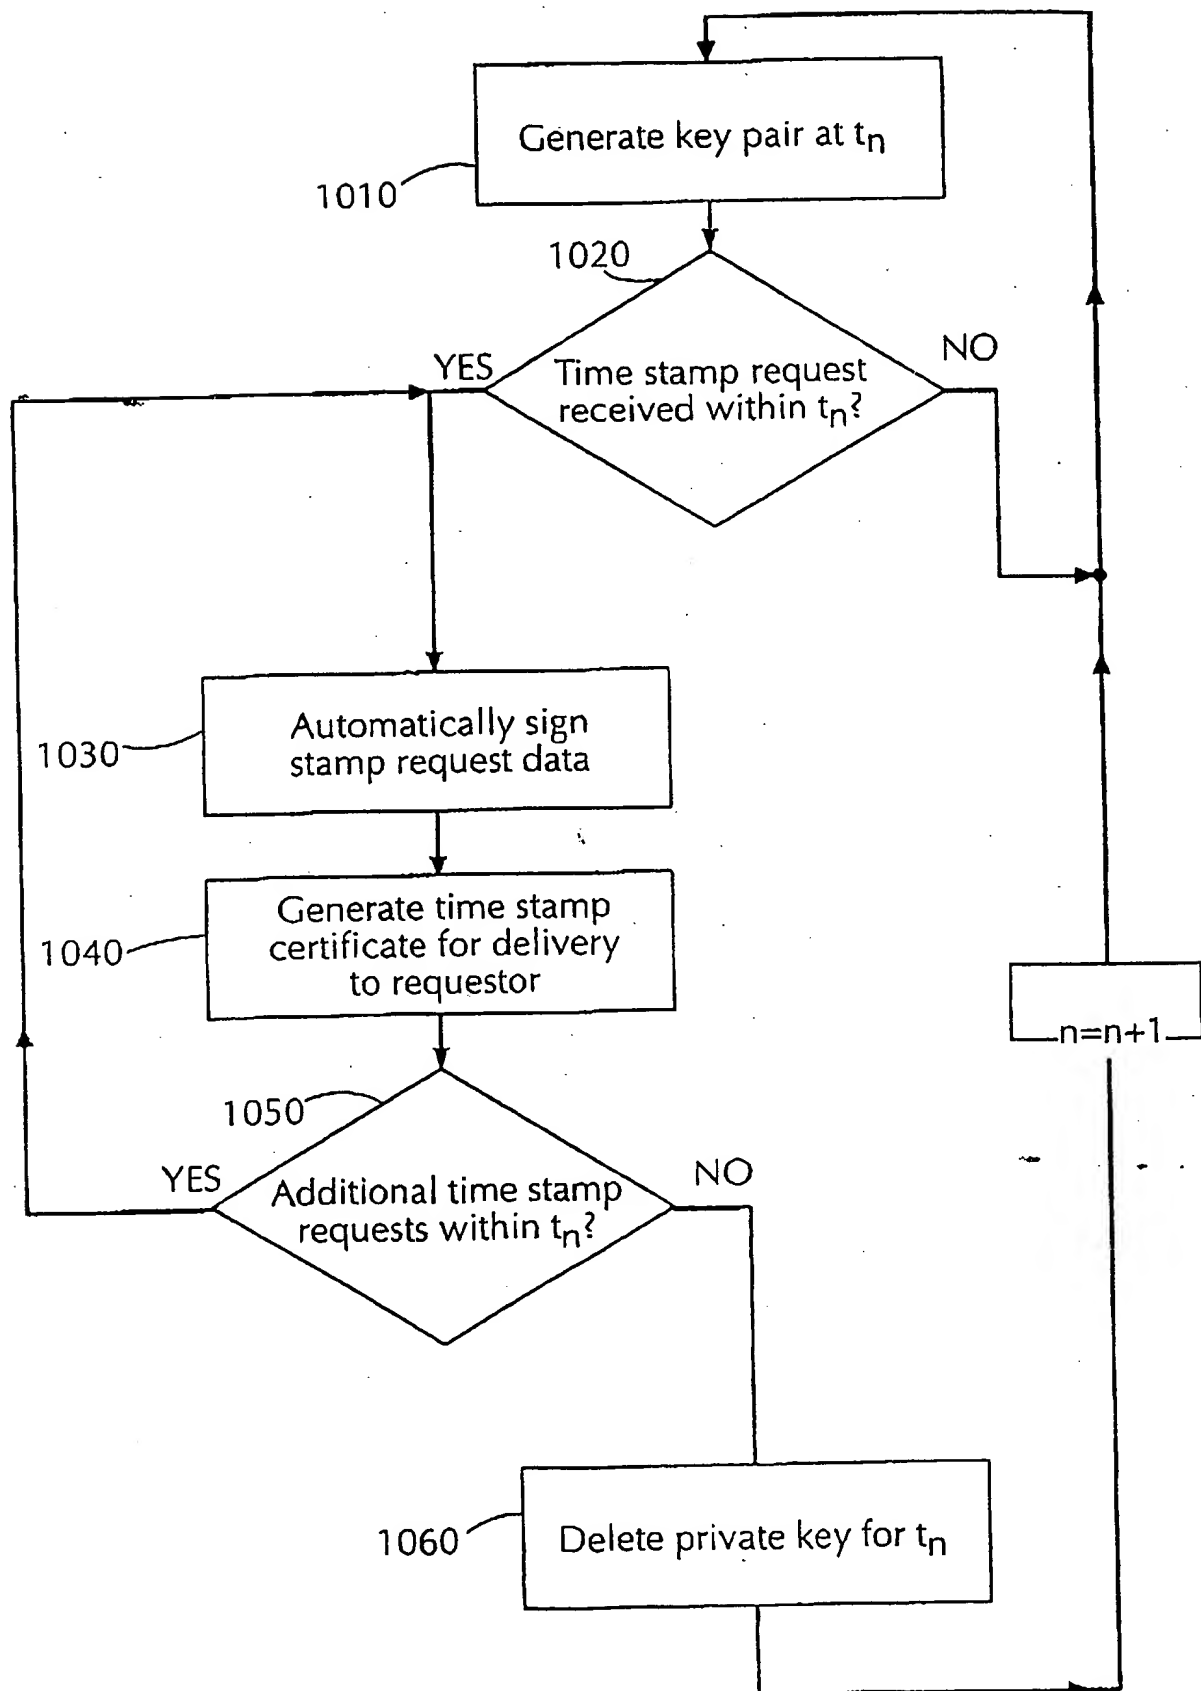 Generate key pair at tn
1010
1020
YES
NO
Time stamp request
received within tn?
Automatically sign
stamp request data
1030
Generate time stamp
certificate for delivery
to requestor
1040
n=n+1
1050
YES
NO
Additional time stamp
requests within tn?
1060
Delete private key for tn